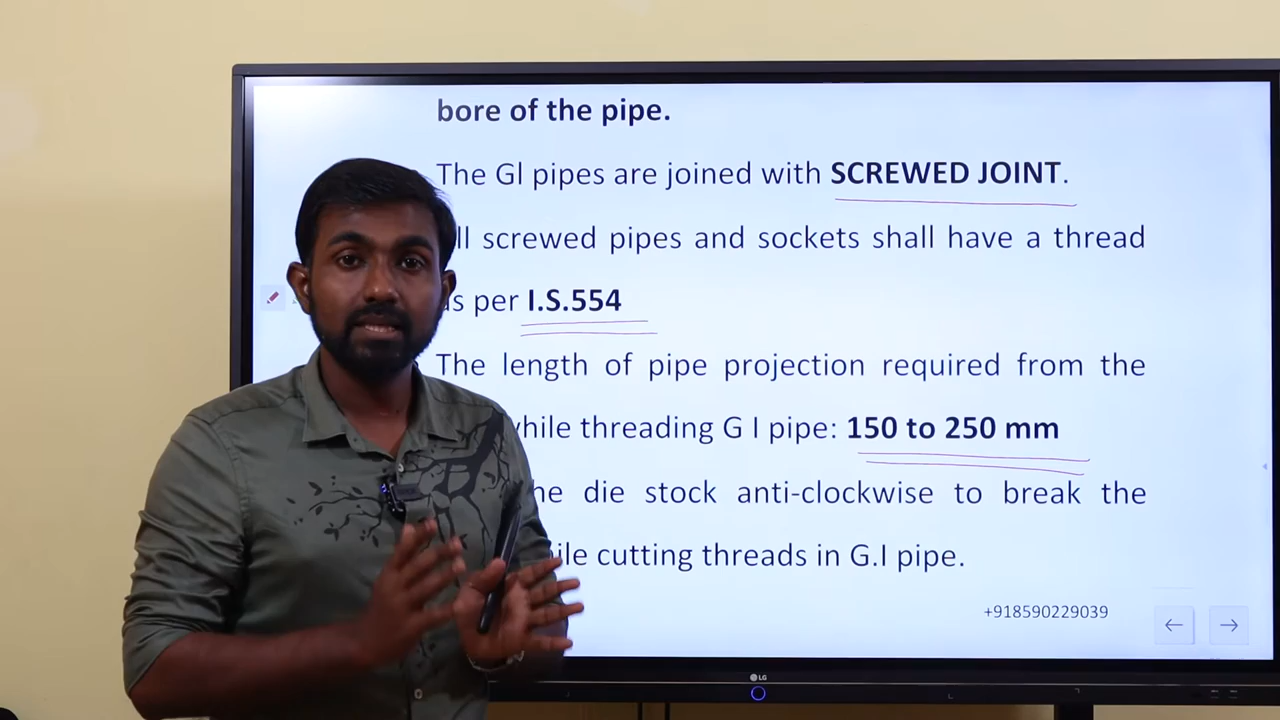 bore of the pipe.
The GI pipes are joined with SCREWED JOINT.
ll screwed pipes and sockets shall have a thread
s per I.S.554
The length of pipe projection required from the
while threading G I pipe: 150 to 250 mm
he die stock anti-clockwise to break the
ile cutting threads in G.I pipe.
+918590229039
LG